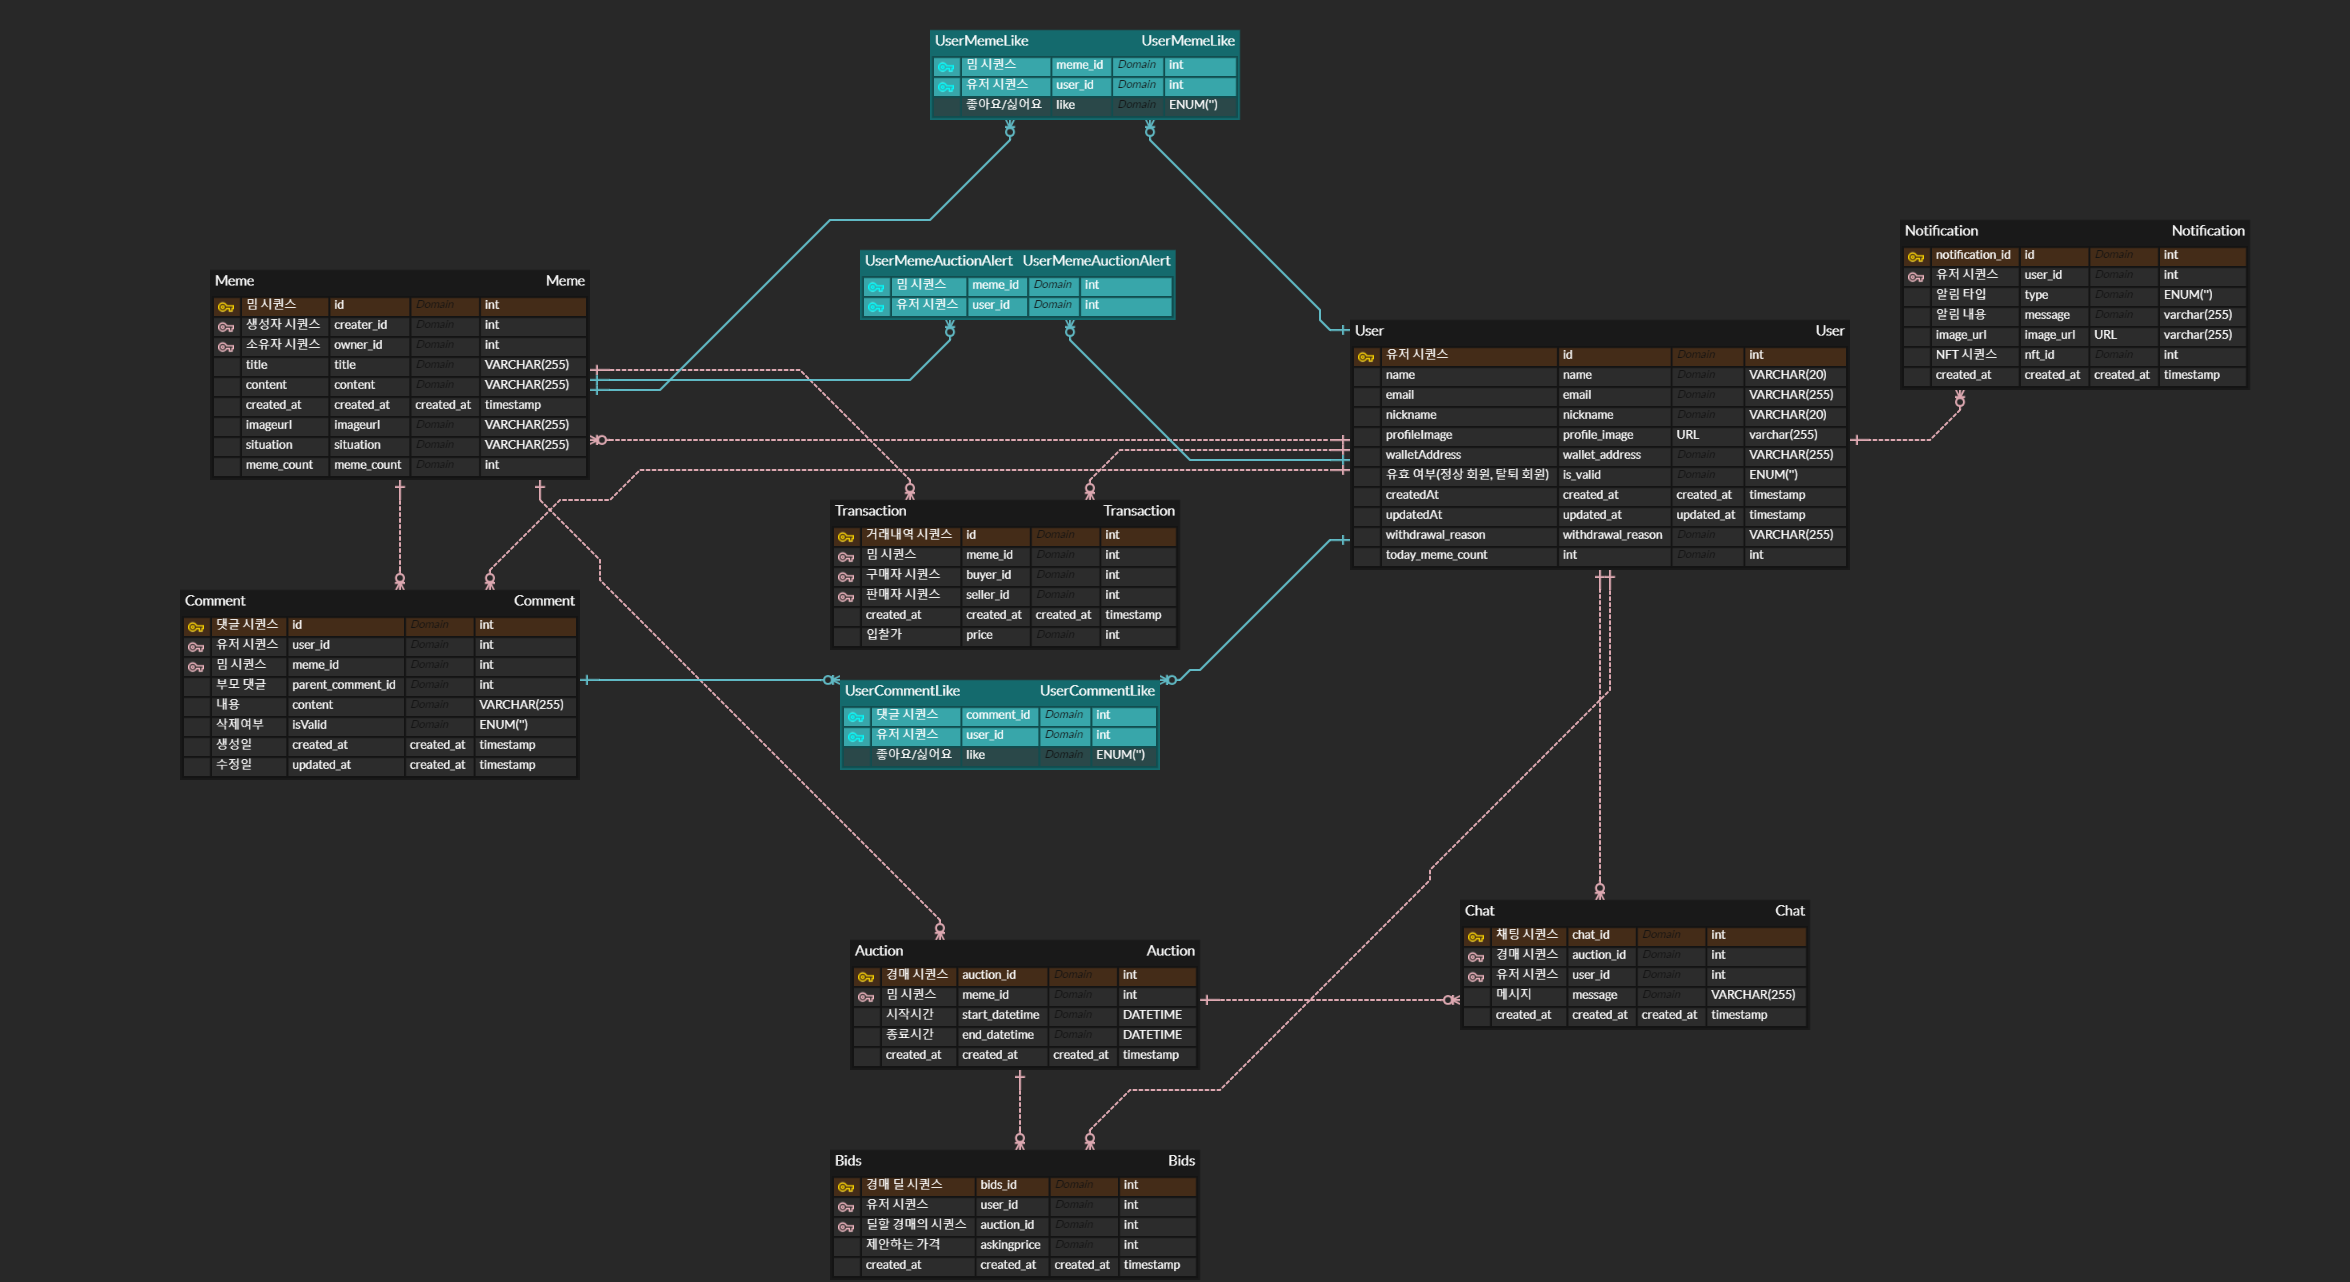 UserMemeLike UserMemeLike
밈 시퀀스 meme_id Domain int
유저 시퀀스 user_id Domain int
좋아요/싫어요 like Domain ENUM('')
UserMemeAuctionAlert UserMemeAuctionAlert
밈 시퀀스 meme_id Domain int
유저 시퀀스 user_id Domain int
Notification Notification
notification_id id Domain int
유저 시퀀스 user_id Domain int
알림 타입 type Domain ENUM('')
알림 내용 message Domain varchar(255)
image_url image_url URL varchar(255)
NFT 시퀀스 nft_id Domain int
created_at created_at created_at timestamp
Meme Meme
밈 시퀀스 id Domain int
생성자 시퀀스 creater_id Domain int
소유자 시퀀스 owner_id Domain int
title title Domain VARCHAR(255)
content content Domain VARCHAR(255)
created_at created_at created_at timestamp
imageurl imageurl Domain VARCHAR(255)
situation situation Domain VARCHAR(255)
meme_count meme_count Domain int
User User
유저 시퀀스 id Domain int
name name Domain VARCHAR(20)
email email Domain VARCHAR(255)
nickname nickname Domain VARCHAR(20)
profileImage profile_image URL varchar(255)
walletAddress wallet_address Domain VARCHAR(255)
유효 여부(정상 회원, 탈퇴 회원) is_valid Domain ENUM('')
createdAt created_at created_at timestamp
updatedAt updated_at updated_at timestamp
withdrawal_reason withdrawal_reason Domain VARCHAR(255)
today_meme_count int Domain int
Transaction Transaction
거래내역 시퀀스 id Domain int
밈 시퀀스 meme_id Domain int
구매자 시퀀스 buyer_id Domain int
판매자 시퀀스 seller_id Domain int
created_at created_at created_at timestamp
입찰가 price Domain int
Comment Comment
댓글 시퀀스 id Domain int
유저 시퀀스 user_id Domain int
밈 시퀀스 meme_id Domain int
부모 댓글 parent_comment_id Domain int
내용 content Domain VARCHAR(255)
삭제여부 isValid Domain ENUM('')
생성일 created_at created_at timestamp
수정일 updated_at created_at timestamp
UserCommentLike UserCommentLike
댓글 시퀀스 comment_id Domain int
유저 시퀀스 user_id Domain int
좋아요/싫어요 like Domain ENUM('')
Chat Chat
채팅 시퀀스 chat_id Domain int
경매 시퀀스 auction_id Domain int
유저 시퀀스 user_id Domain int
메시지 message Domain VARCHAR(255)
created_at created_at created_at timestamp
Auction Auction
경매 시퀀스 auction_id Domain int
밈 시퀀스 meme_id Domain int
시작시간 start_datetime Domain DATETIME
종료시간 end_datetime Domain DATETIME
created_at created_at created_at timestamp
Bids Bids
경매 딜 시퀀스 bids_id Domain int
유저 시퀀스 user_id Domain int
딜할 경매의 시퀀스 auction_id Domain int
제안하는 가격 askingprice Domain int
created_at created_at created_at timestamp